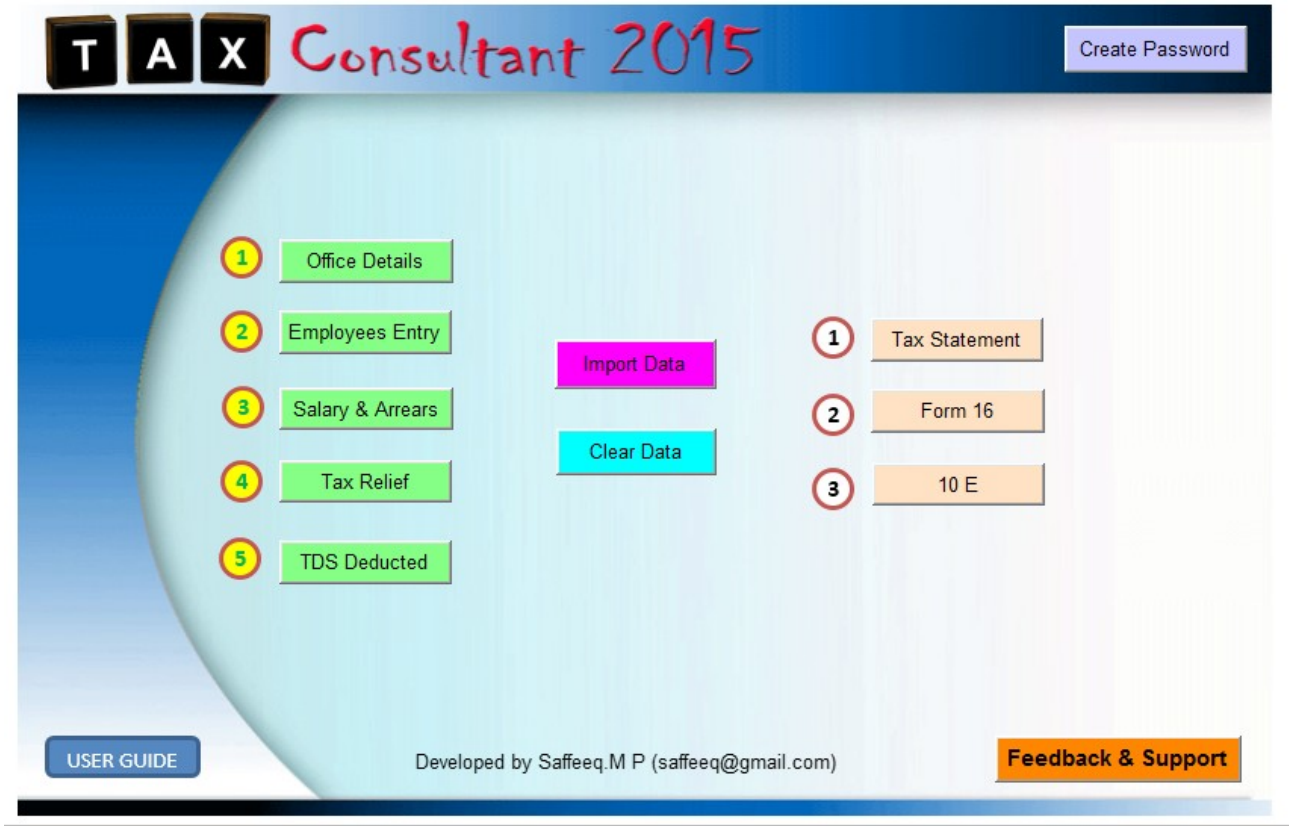 TAX Consultant 2015
Create Password
1 Office Details
2 Employees Entry
3 Salary & Arrears
4 Tax Relief
5 TDS Deducted
Import Data
Clear Data
1 Tax Statement
2 Form 16
3 10 E
USER GUIDE
Developed by Saffeeq.M P (saffeeq@gmail.com)
Feedback & Support